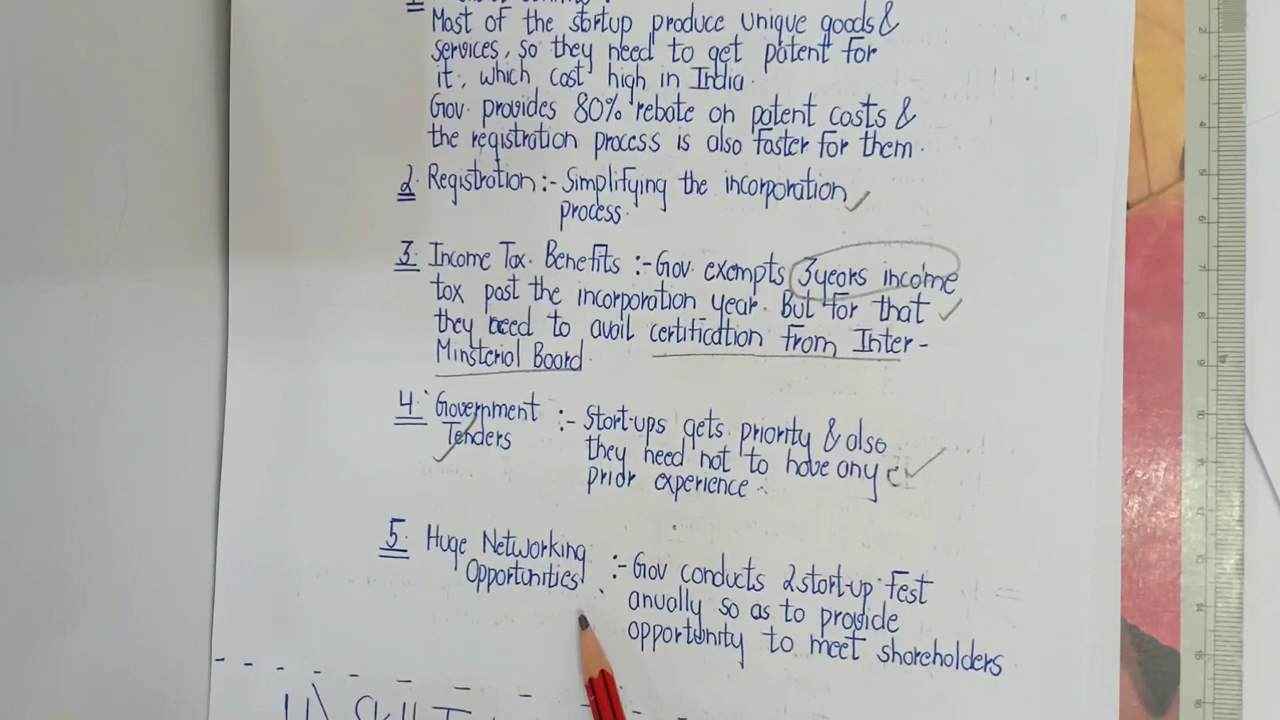 1
Most of the startup produce unique goods &
services, so they need to get patent for
it, which cost high in India.
Gov. provides 80% rebate on patent costs &
the registration process is also faster for them.
2. Registration :- Simplifying the incorporation
process.
3. Income Tax Benefits :- Gov exempts 3 years income
tax past the incorporation year. But for that
they need to avail certification from Inter-
Minsterial Board.
4. Government Tenders :- Start-ups gets priority & also
they need not to have any
prior experience.
5. Huge Networking Opportunities :- Gov conducts 2 start-up fest
anually so as to provide
opportunity to meet shareholders